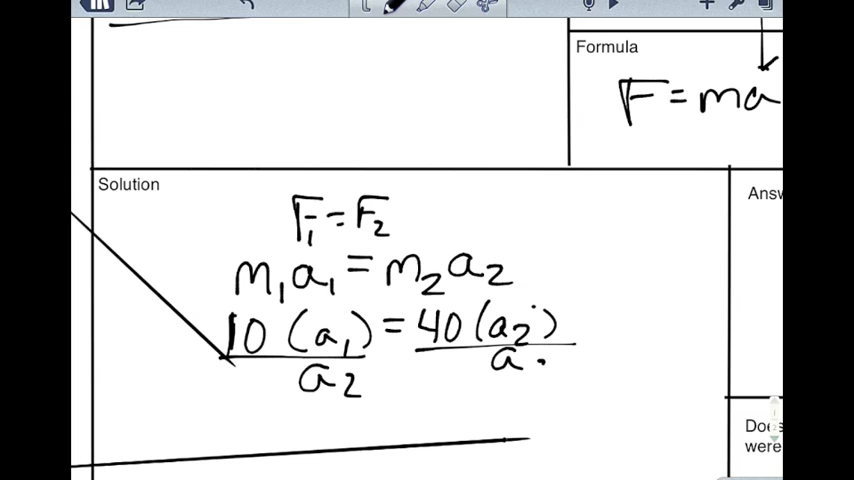 Formula
F = ma
Solution
Answ
F₁ = F₂
m₁a₁ = m₂a₂
10 (a₁) = 40 (a₂)
a₂ a
Does
were